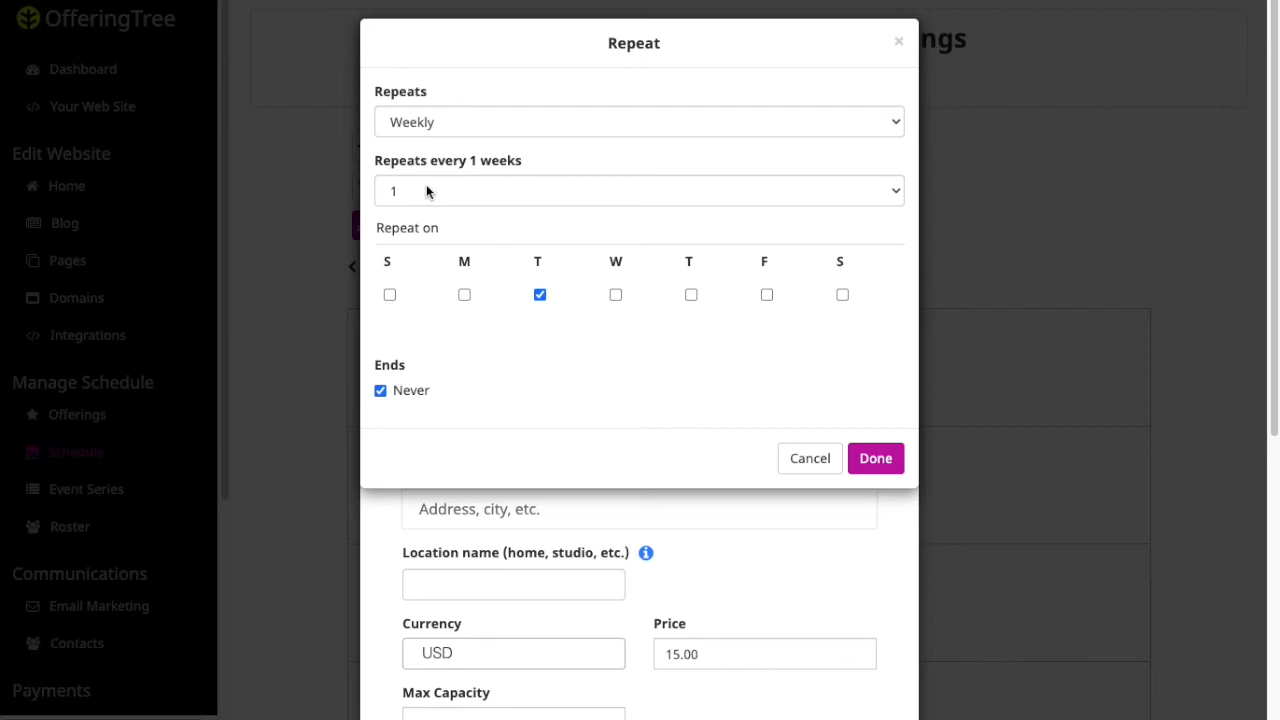 OfferingTree
Dashboard
Your Web Site
Edit Website
Home
Blog
Pages
Domains
Integrations
Manage Schedule
Offerings
Schedule
Event Series
Roster
Communications
Email Marketing
Contacts
Payments
ngs
Repeat
×
Repeats
Weekly
Repeats every 1 weeks
1
Repeat on
S M T W T F S
Ends
Never
Cancel Done
Address, city, etc.
Location name (home, studio, etc.)
Currency Price
USD 15.00
Max Capacity